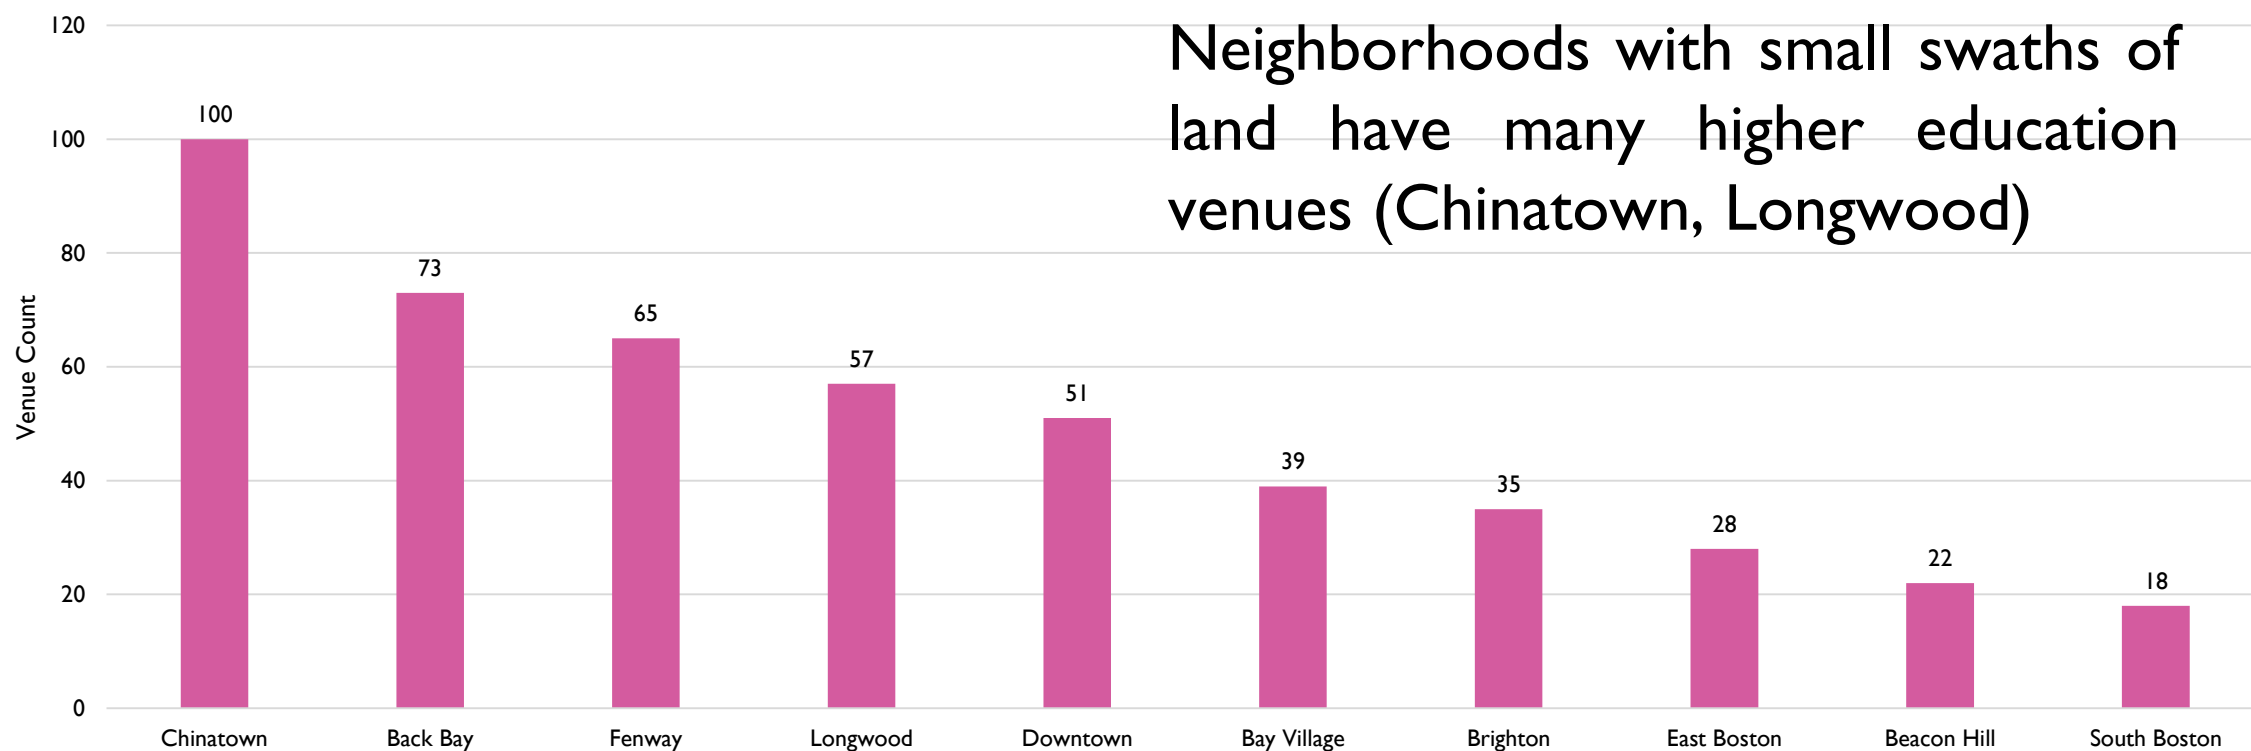 Neighborhoods with small swaths of
land have many higher education
venues (Chinatown, Longwood)
Venue Count
120
100
80
60
40
20
0
100
73
65
57
51
39
35
28
22
18
Chinatown
Back Bay
Fenway
Longwood
Downtown
Bay Village
Brighton
East Boston
Beacon Hill
South Boston